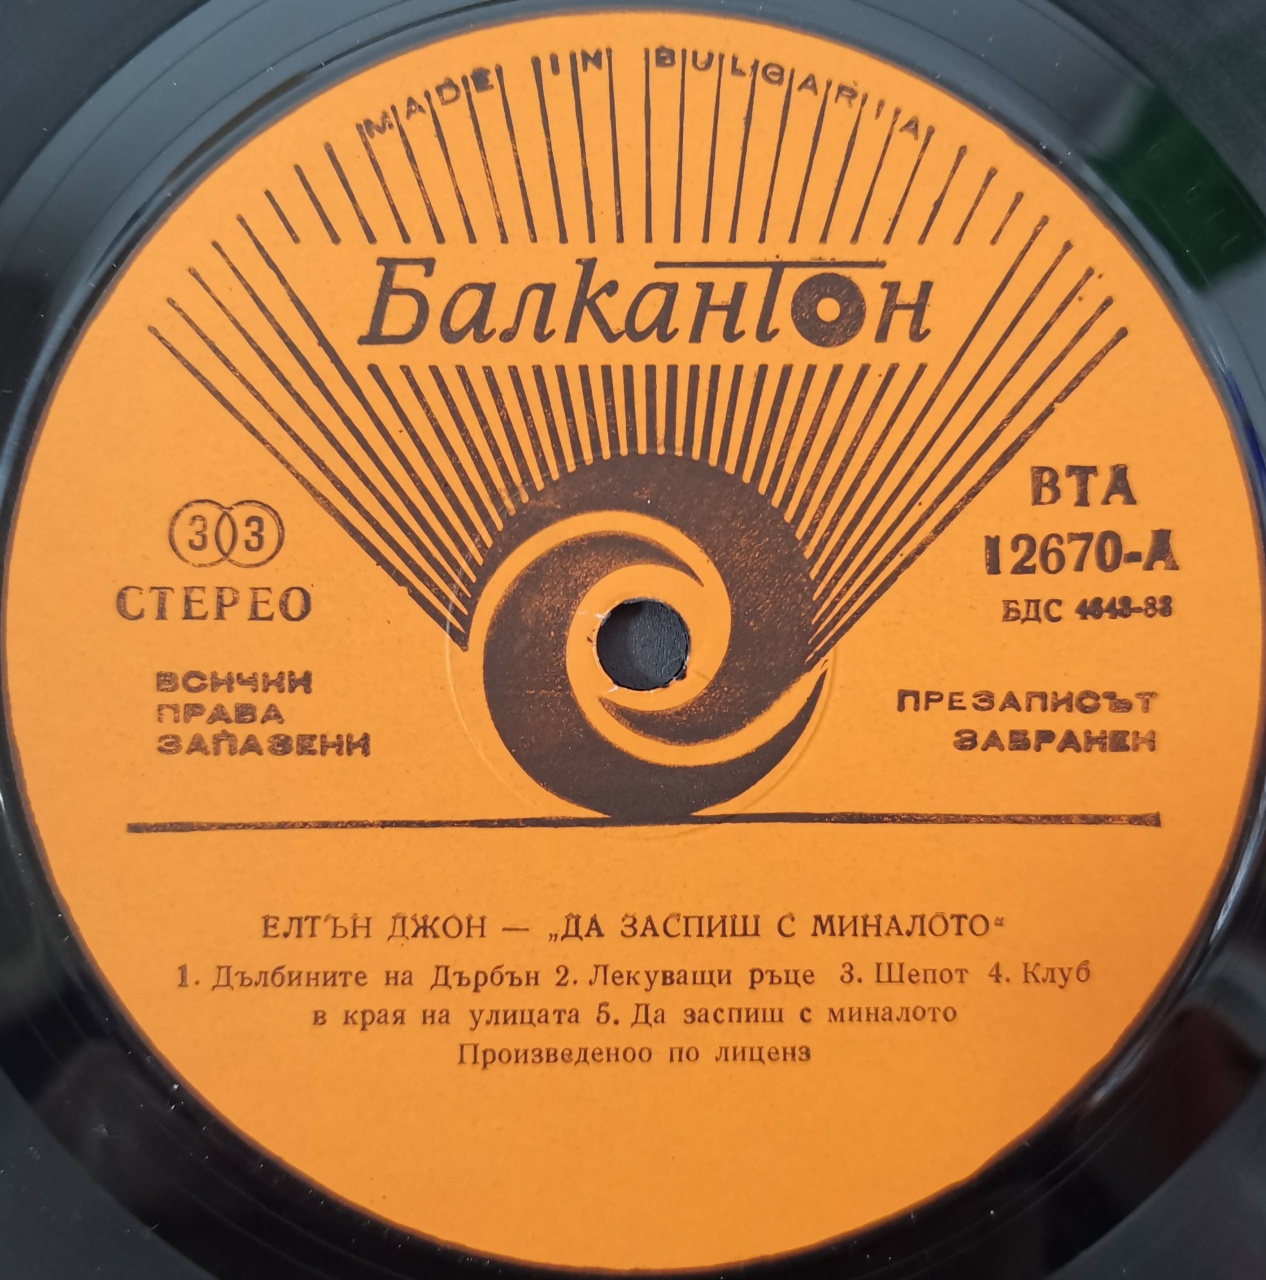 MADE IN BULGARIA
Балкантон
33
СТЕРЕО
ВСИЧКИ
ПРАВА
ЗАПАЗЕНИ
ВТА
12670-А
БДС 4643-83
ПРЕЗАПИСЪТ
ЗАБРАНЕН
ЕЛТЪН ДЖОН — „ДА ЗАСПИШ С МИНАЛОТО“
1. Дълбините на Дърбън 2. Лекуващи ръце 3. Шепот 4. Клуб
в края на улицата 5. Да заспиш с миналото
Произведеноо по лиценз